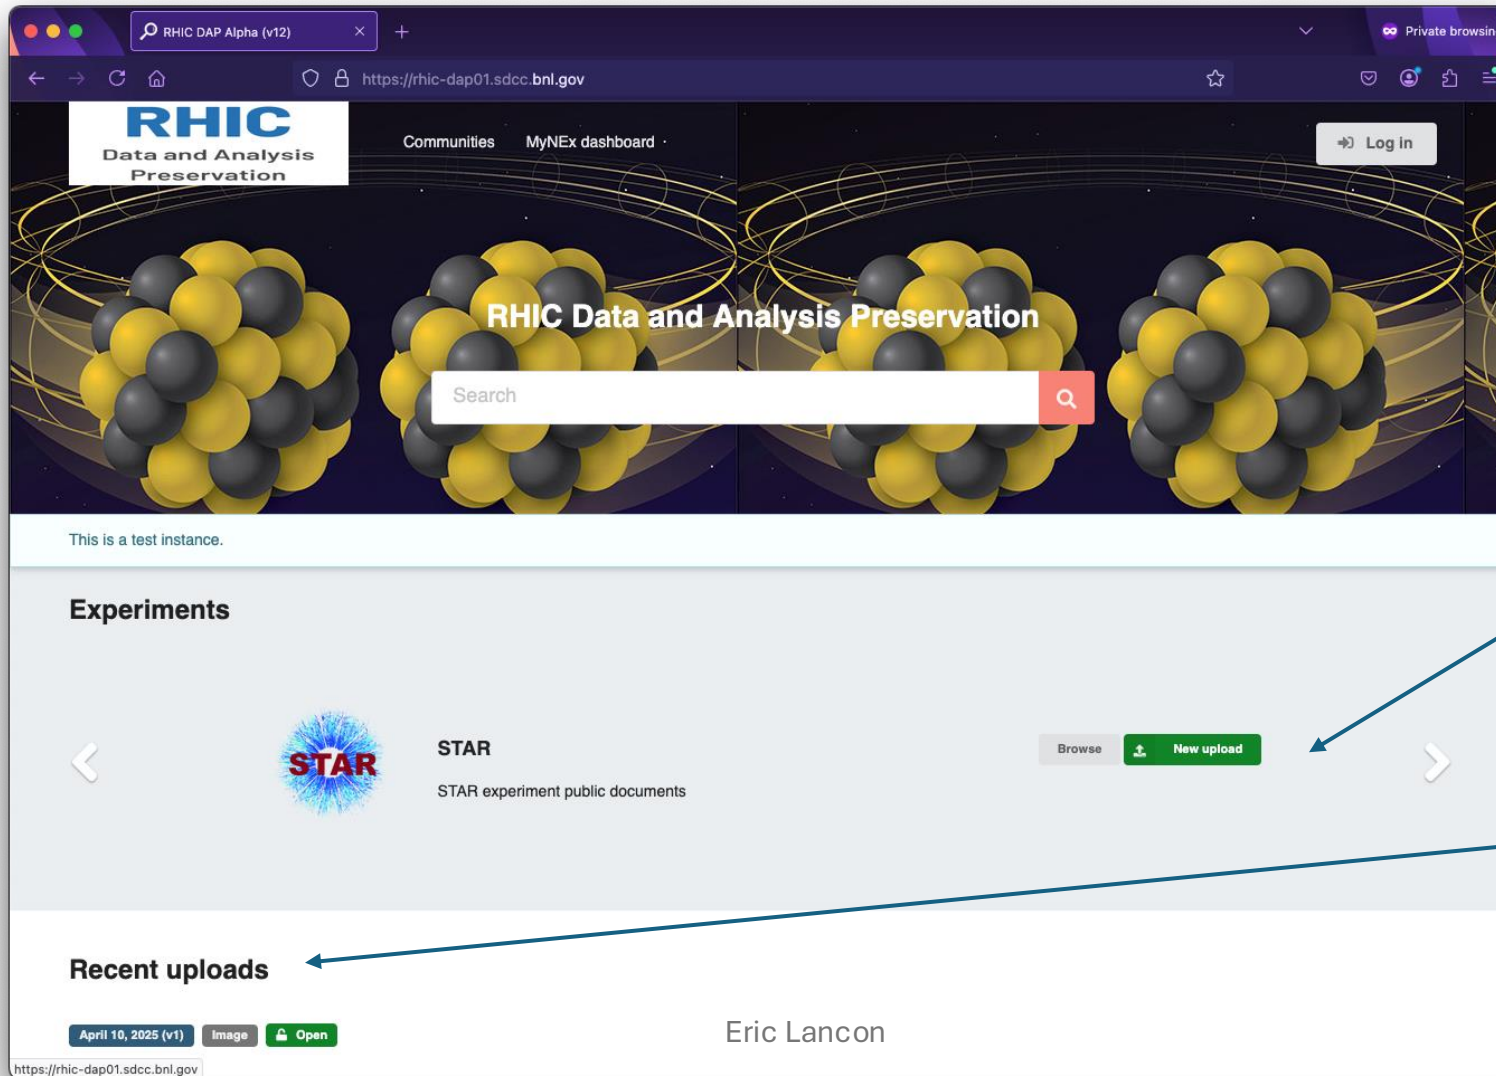 RHIC DAP Alpha (v12)
Private browsing
https://rhic-dap01.sdcc.bnl.gov
RHIC
Data and Analysis
Preservation
Communities
MyNEx dashboard
Log in
RHIC Data and Analysis Preservation
Search
This is a test instance.
Experiments
STAR
STAR
STAR experiment public documents
Browse
New upload
Recent uploads
April 10, 2025 (v1)
Image
Open
Eric Lancon
https://rhic-dap01.sdcc.bnl.gov